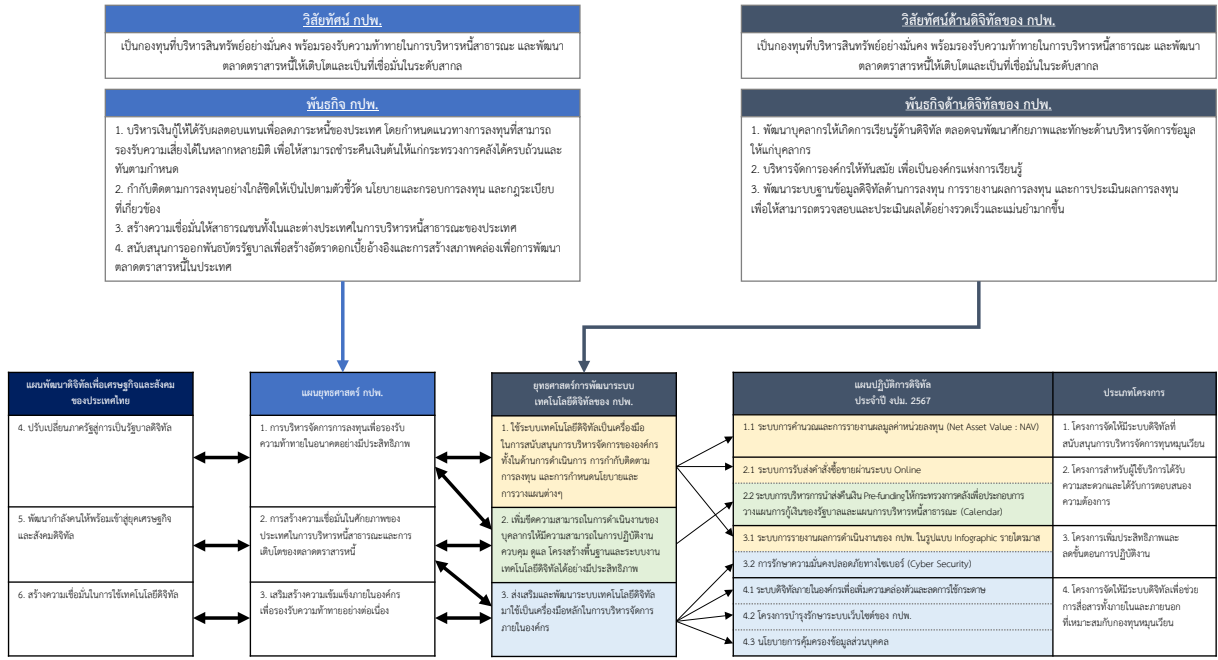 วิสัยทัศน์ กปพ.
เป็นกองทุนที่บริหารสินทรัพย์อย่างมั่นคง พร้อมรองรับความท้าทายในการบริหารหนี้สาธารณะ และพัฒนา
ตลาดตราสารหนี้ให้เติบโตและเป็นที่เชื่อมั่นในระดับสากล
วิสัยทัศน์ด้านดิจิทัลของ กปพ.
เป็นกองทุนที่บริหารสินทรัพย์อย่างมั่นคง พร้อมรองรับความท้าทายในการบริหารหนี้สาธารณะ และพัฒนา
ตลาดตราสารหนี้ให้เติบโตและเป็นที่เชื่อมั่นในระดับสากล
พันธกิจ กปพ.
1. บริหารเงินกู้ให้ได้รับผลตอบแทนเพื่อลดภาระหนี้ของประเทศ โดยกำหนดแนวทางการลงทุนที่สามารถ
รองรับความเสี่ยงได้ในหลากหลายมิติ เพื่อให้สามารถชำระคืนเงินต้นให้แก่กระทรวงการคลังได้ครบถ้วนและ
ทันตามกำหนด
2. กำกับติดตามการลงทุนอย่างใกล้ชิดให้เป็นไปตามตัวชี้วัด นโยบายและกรอบการลงทุน และกฎระเบียบ
ที่เกี่ยวข้อง
3. สร้างความเชื่อมั่นให้สาธารณชนทั้งในและต่างประเทศในการบริหารหนี้สาธารณะของประเทศ
4. สนับสนุนการออกพันธบัตรรัฐบาลเพื่อสร้างอัตราดอกเบี้ยอ้างอิงและการสร้างสภาพคล่องเพื่อการพัฒนา
ตลาดตราสารหนี้ในประเทศ
พันธกิจด้านดิจิทัลของ กปพ.
1. พัฒนาบุคลากรให้เกิดการเรียนรู้ด้านดิจิทัล ตลอดจนพัฒนาศักยภาพและทักษะด้านบริหารจัดการข้อมูล
ให้แก่บุคลากร
2. บริหารจัดการองค์กรให้ทันสมัย เพื่อเป็นองค์กรแห่งการเรียนรู้
3. พัฒนาระบบฐานข้อมูลดิจิทัลด้านการลงทุน การรายงานผลการลงทุน และการประเมินผลการลงทุน
เพื่อให้สามารถตรวจสอบและประเมินผลได้อย่างรวดเร็วและแม่นยำมากขึ้น
แผนพัฒนาดิจิทัลเพื่อเศรษฐกิจและสังคม
ของประเทศไทย
4. ปรับเปลี่ยนภาครัฐสู่การเป็นรัฐบาลดิจิทัล
5. พัฒนากำลังคนให้พร้อมเข้าสู่ยุคเศรษฐกิจ
และสังคมดิจิทัล
6. สร้างความเชื่อมั่นในการใช้เทคโนโลยีดิจิทัล
แผนยุทธศาสตร์ กปพ.
1. การบริหารจัดการการลงทุนเพื่อรองรับ
ความท้าทายในอนาคตอย่างมีประสิทธิภาพ
2. การสร้างความเชื่อมั่นในศักยภาพของ
ประเทศในการบริหารหนี้สาธารณะและการ
เติบโตของตลาดตราสารหนี้
3. เสริมสร้างความเข้มแข็งภายในองค์กร
เพื่อรองรับความท้าทายอย่างต่อเนื่อง
ยุทธศาสตร์การพัฒนาระบบ
เทคโนโลยีดิจิทัลของ กปพ.
1. ใช้ระบบเทคโนโลยีดิจิทัลเป็นเครื่องมือ
ในการสนับสนุนการบริหารจัดการขององค์กร
ทั้งในด้านการดำเนินการ การกำกับติดตาม
การลงทุน และการกำหนดนโยบายและ
การวางแผนต่างๆ
2. เพิ่มขีดความสามารถในการดำเนินงานของ
บุคลากรให้มีความสามารถในการปฏิบัติงาน
ควบคุม ดูแล โครงสร้างพื้นฐานและระบบงาน
เทคโนโลยีดิจิทัลได้อย่างมีประสิทธิภาพ
3. ส่งเสริมและพัฒนาระบบเทคโนโลยีดิจิทัล
มาใช้เป็นเครื่องมือหลักในการบริหารจัดการ
ภายในองค์กร
แผนปฏิบัติการดิจิทัล
ประจำปี งปม. 2567
1.1 ระบบการคำนวณและการรายงานผลมูลค่าหน่วยลงทุน (Net Asset Value : NAV)
2.1 ระบบการรับส่งคำสั่งซื้อขายผ่านระบบ Online
2.2 ระบบการบริหารการนำส่งคืนเงิน Pre-funding ให้กระทรวงการคลังเพื่อประกอบการ
วางแผนการกู้เงินของรัฐบาลและแผนการบริหารหนี้สาธารณะ (Calendar)
3.1 ระบบการรายงานผลการดำเนินงานของ กปพ. ในรูปแบบ Infographic รายไตรมาส
3.2 การรักษาความมั่นคงปลอดภัยทางไซเบอร์ (Cyber Security)
4.1 ระบบดิจิทัลภายในองค์กรเพื่อเพิ่มความคล่องตัวและลดการใช้กระดาษ
4.2 โครงการบำรุงรักษาระบบเว็บไซต์ของ กปพ.
4.3 นโยบายการคุ้มครองข้อมูลส่วนบุคคล
ประเภทโครงการ
1. โครงการจัดให้มีระบบดิจิทัลที่
สนับสนุนการบริหารจัดการทุนหมุนเวียน
2. โครงการสำหรับผู้ใช้บริการได้รับ
ความสะดวกและได้รับการตอบสนอง
ความต้องการ
3. โครงการเพิ่มประสิทธิภาพและ
ลดขั้นตอนการปฏิบัติงาน
4. โครงการจัดให้มีระบบดิจิทัลเพื่อช่วย
การสื่อสารทั้งภายในและภายนอก
ที่เหมาะสมกับกองทุนหมุนเวียน